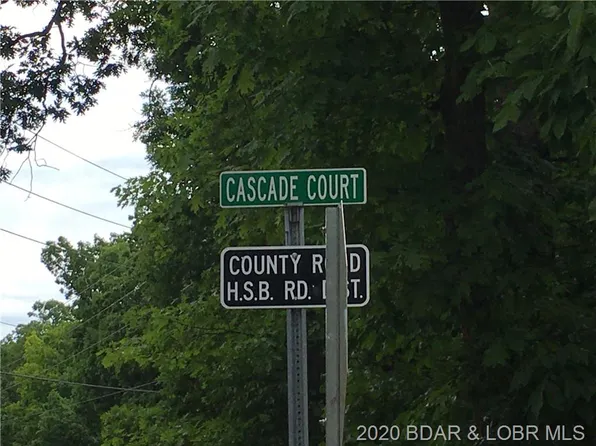 CASCADE COURT
COUNTY
H.S.B. RD.
2020 BDAR & LOBR MLS